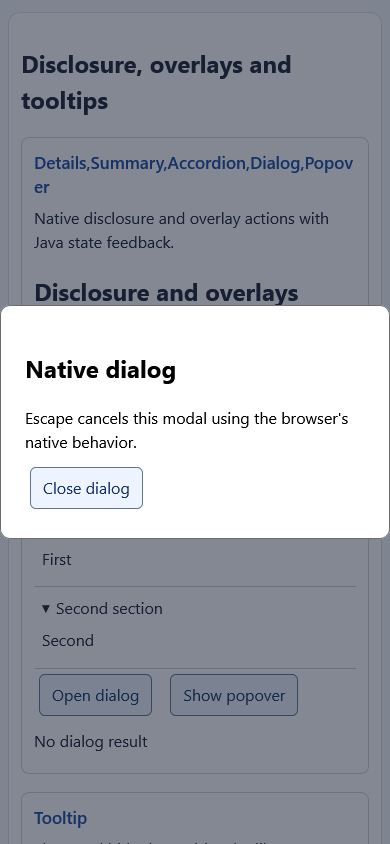 Disclosure, overlays and
tooltips
Details,Summary,Accordion,Dialog,Popov
er
Native disclosure and overlay actions with
Java state feedback.
Disclosure and overlays
Native dialog
Escape cancels this modal using the browser's
native behavior.
Close dialog
First
▼ Second section
Second
Open dialog
Show popover
No dialog result
Tooltip